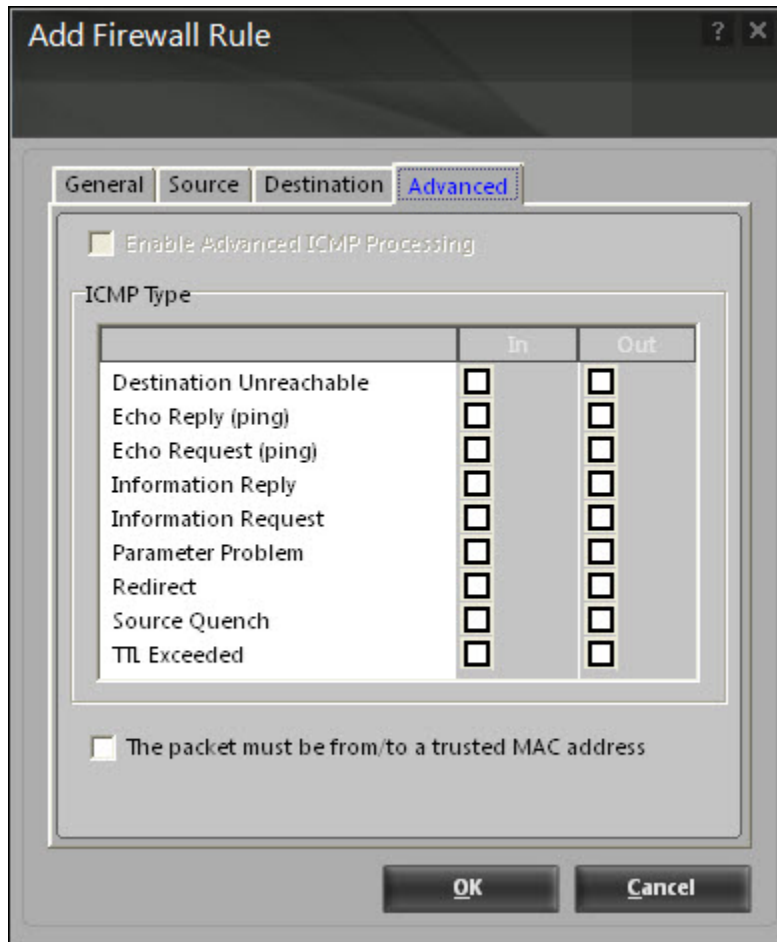 Add Firewall Rule ? X
General Source Destination Advanced
Enable Advanced ICMP Processing
ICMP Type
In Out
Destination Unreachable
Echo Reply (ping)
Echo Request (ping)
Information Reply
Information Request
Parameter Problem
Redirect
Source Quench
TTL Exceeded
The packet must be from/to a trusted MAC address
OK Cancel